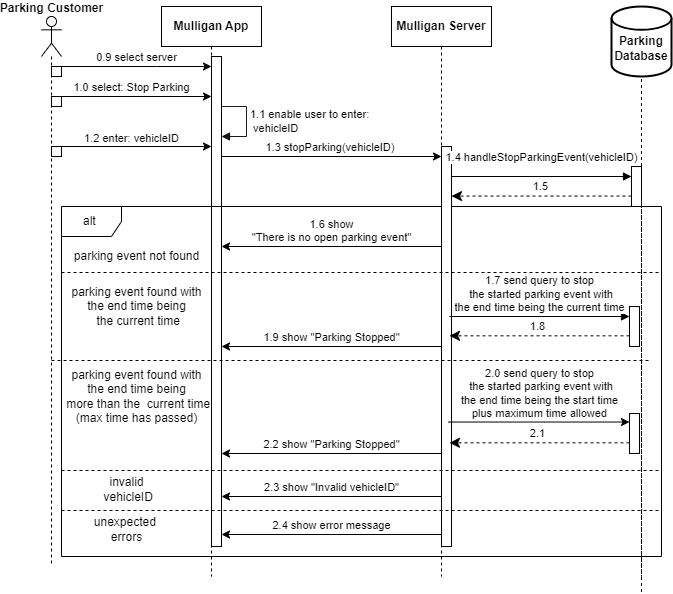 Parking Customer
Mulligan App
Mulligan Server
Parking
Database
0.9 select server
1.0 select: Stop Parking
1.1 enable user to enter:
vehicleID
1.2 enter: vehicleID
1.3 stopParking(vehicleID)
1.4 handleStopParkingEvent(vehicleID)
1.5
alt
1.6 show
"There is no open parking event"
parking event not found
1.7 send query to stop
the started parking event with
the end time being the current time
parking event found with
the end time being
the current time
1.8
1.9 show "Parking Stopped"
2.0 send query to stop
the started parking event with
the end time being the start time
plus maximum time allowed
parking event found with
the end time being
more than the current time
(max time has passed)
2.1
2.2 show "Parking Stopped"
invalid
vehicleID
2.3 show "Invalid vehicleID"
unexpected
errors
2.4 show error message